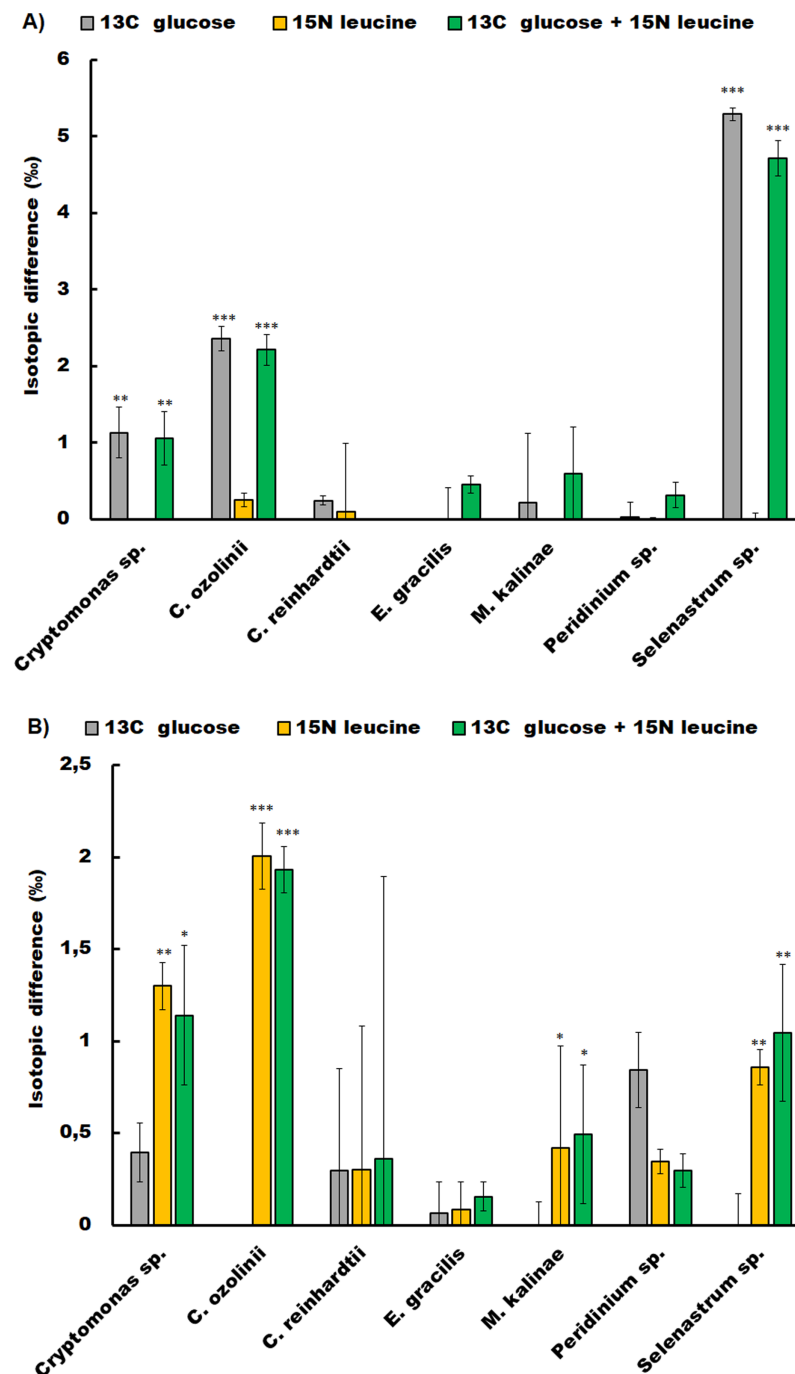 A) 13C glucose 15N leucine 13C glucose + 15N leucine
6
5
4
3
2
1
0
Isotopic difference (‰)
** ** *** *** *** ***
Cryptomonas sp.
C. ozolinii
C. reinhardtii
E. gracilis
M. kalinae
Peridinium sp.
Selenastrum sp.
B) 13C glucose 15N leucine 13C glucose + 15N leucine
2,5
2
1,5
1
0,5
0
Isotopic difference (‰)
** * *** *** * * ** **
Cryptomonas sp.
C. ozolinii
C. reinhardtii
E. gracilis
M. kalinae
Peridinium sp.
Selenastrum sp.